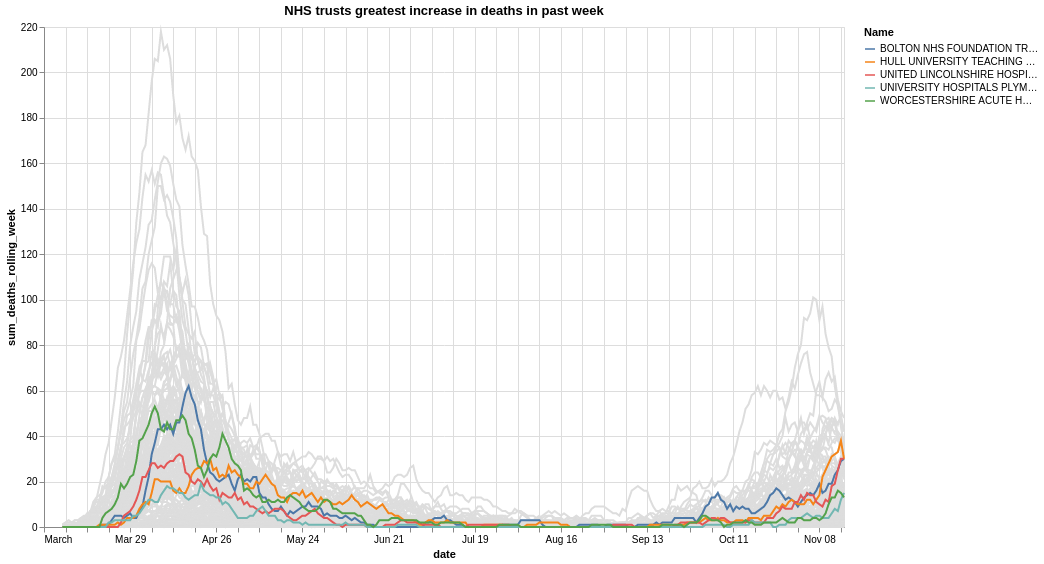 NHS trusts greatest increase in deaths in past week
220
200
180
160
140
120
100
80
60
40
20
0
sum_deaths_rolling_week
March
Mar 29
Apr 26
May 24
Jun 21
Jul 19
Aug 16
Sep 13
Oct 11
Nov 08
date
Name
BOLTON NHS FOUNDATION TR…
HULL UNIVERSITY TEACHING …
UNITED LINCOLNSHIRE HOSPI…
UNIVERSITY HOSPITALS PLYM…
WORCESTERSHIRE ACUTE H…